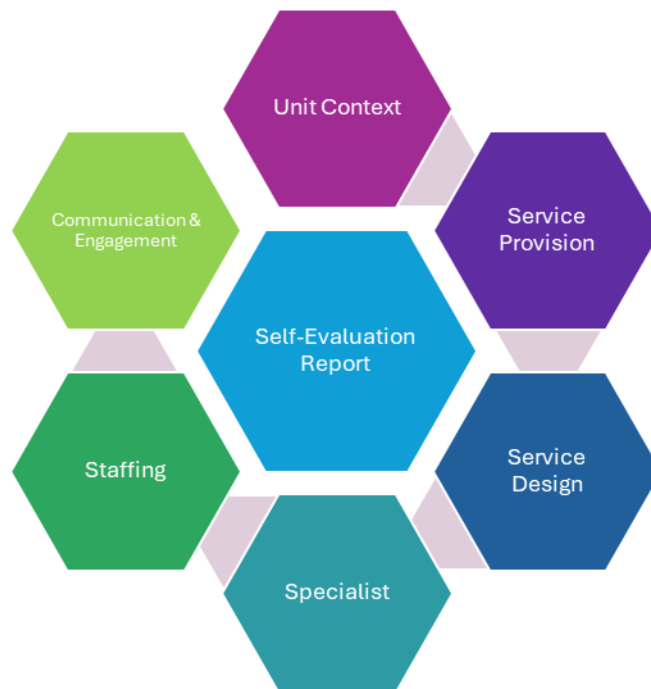 Unit Context
Service
Provision
Communication &
Engagement
Self-Evaluation
Report
Service
Design
Staffing
Specialist